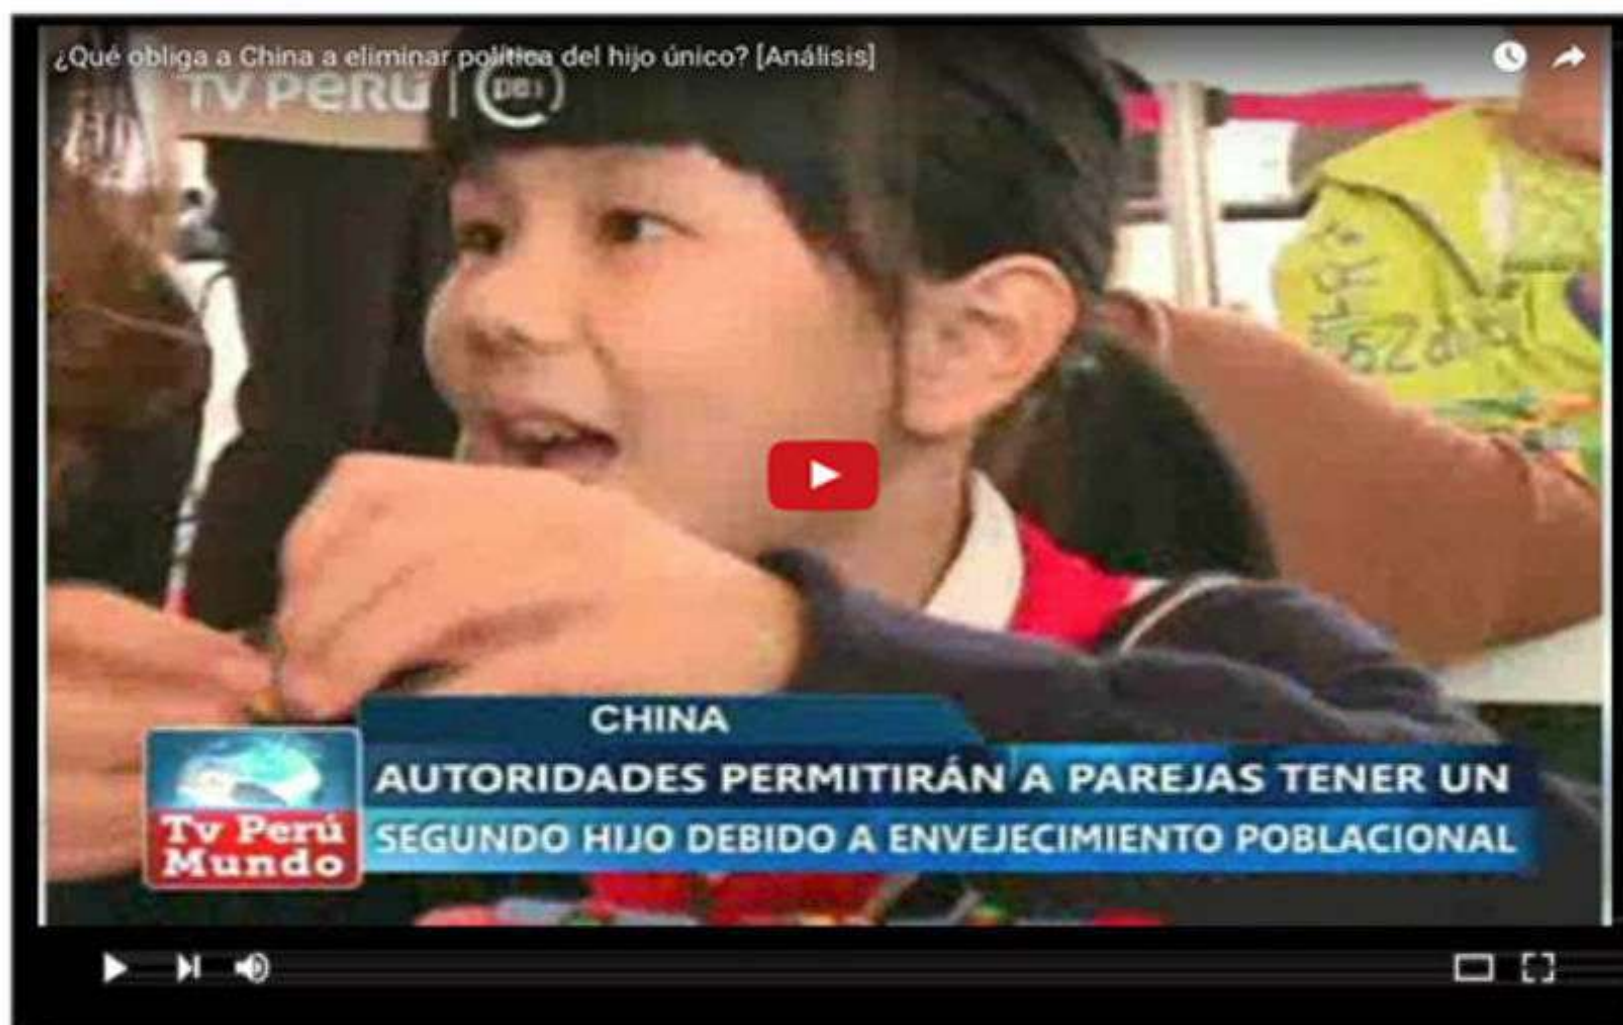 ¿Qué obliga a China a eliminar política del hijo único? [Análisis]
TV PERÚ
CHINA
AUTORIDADES PERMITIRÁN A PAREJAS TENER UN
SEGUNDO HIJO DEBIDO A ENVEJECIMIENTO POBLACIONAL
Tv Perú
Mundo